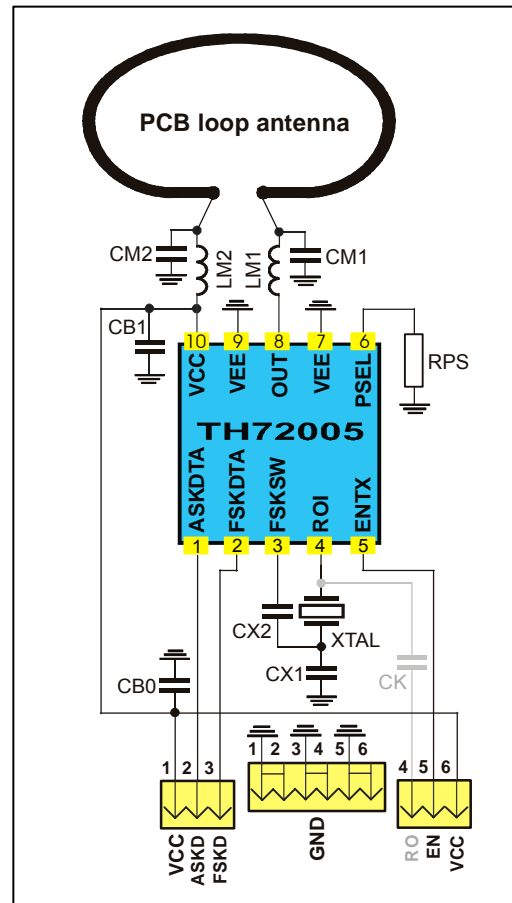 PCB loop antenna
CM2
LM2
LM1
CM1
CB1
10 9 8 7 6
VCC VEE OUT VEE PSEL
RPS
TH72005
ASKDTA FSKDTA FSKSW ROI ENTX
1 2 3 4 5
CX2
XTAL
CX1
CK
CB0
1 2 3
1 2 3 4 5 6
4 5 6
VCC ASKD FSKD
GND
RO EN VCC